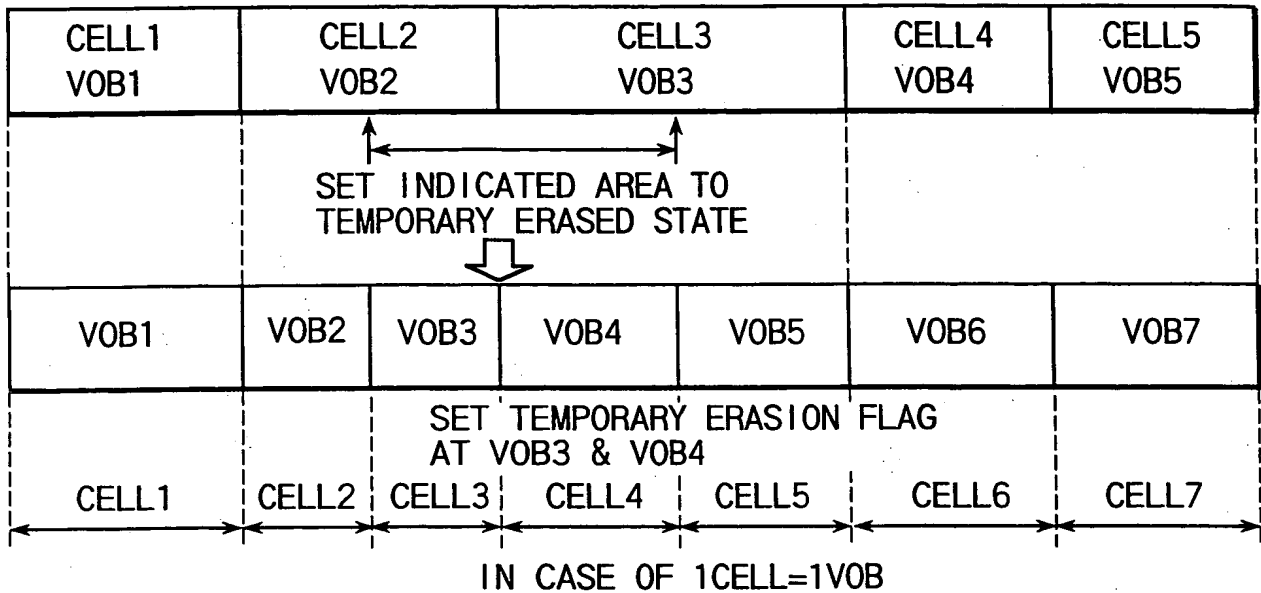 CELL1 CELL2 CELL3 CELL4 CELL5
VOB1 VOB2 VOB3 VOB4 VOB5
SET INDICATED AREA TO
TEMPORARY ERASED STATE
VOB1 VOB2 VOB3 VOB4 VOB5 VOB6 VOB7
SET TEMPORARY ERASION FLAG
AT VOB3 & VOB4
CELL1 CELL2 CELL3 CELL4 CELL5 CELL6 CELL7
IN CASE OF 1CELL=1VOB